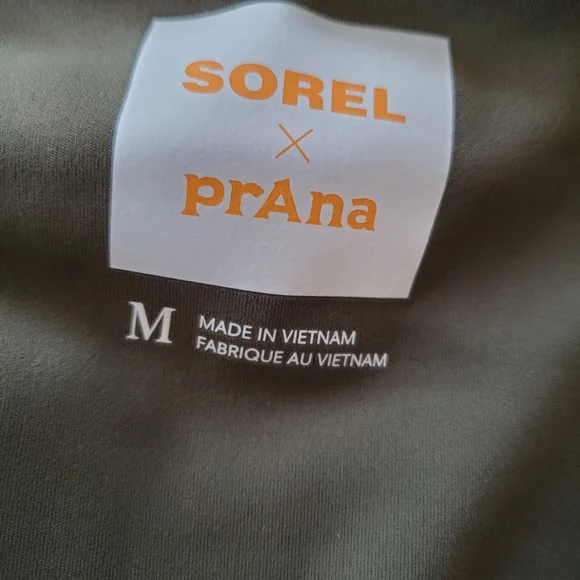 SOREL
×
prAna
M
MADE IN VIETNAM
FABRIQUE AU VIETNAM